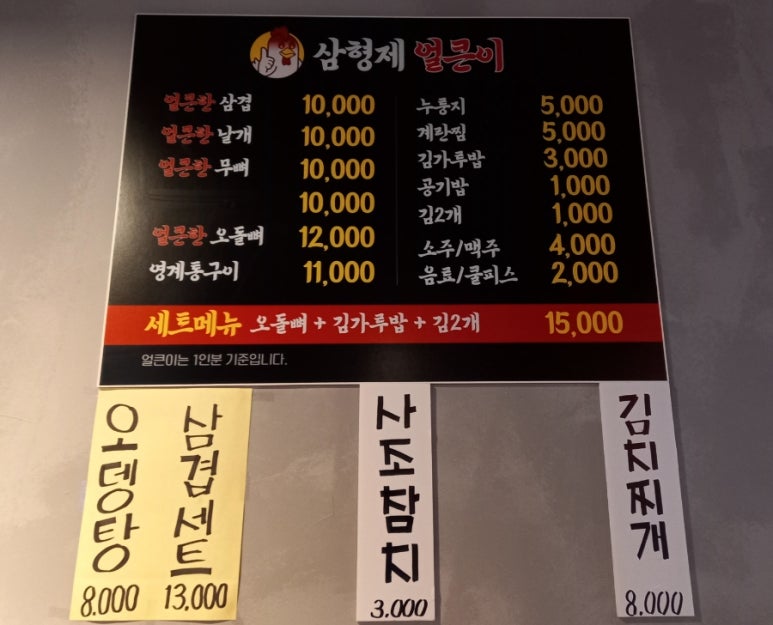 삼형제 얼큰이
얼큰한 삼겹 10,000
얼큰한 날개 10,000
얼큰한 무뼈 10,000
10,000
얼큰한 오돌뼈 12,000
영계통구이 11,000
누룽지 5,000
계란찜 5,000
김가루밥 3,000
공기밥 1,000
김2개 1,000
소주/맥주 4,000
음료/쿨피스 2,000
세트메뉴 오돌뼈 + 김가루밥 + 김2개 15,000
얼큰이는 1인분 기준입니다.
오뎅탕
8.000
삼겹세트
13.000
사조참치
3.000
김치찌개
8.000